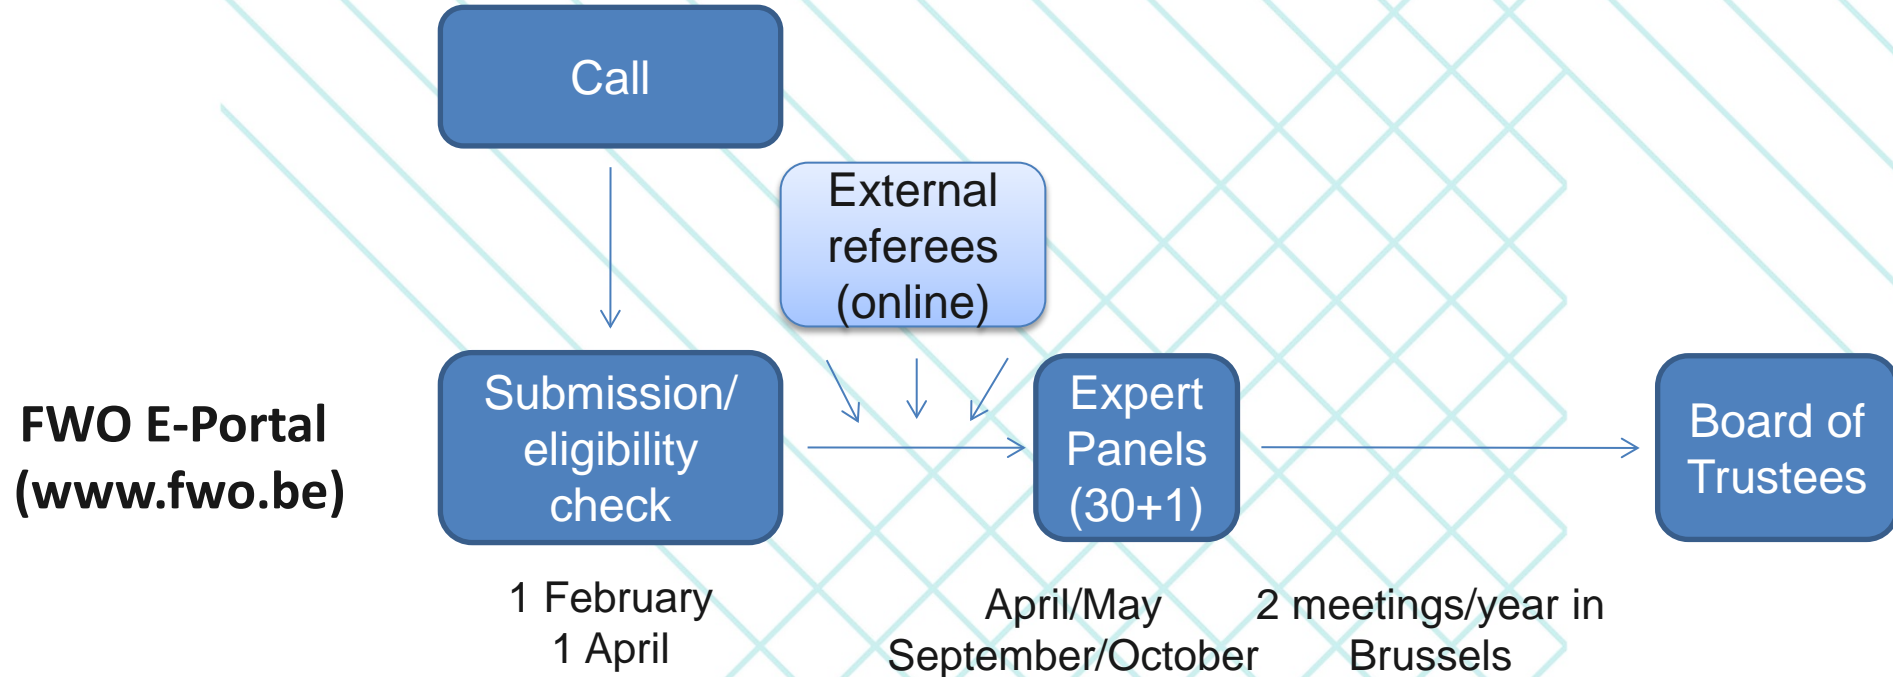 Call
External
referees
(online)
FWO E-Portal
(www.fwo.be)
Submission/
eligibility
check
Expert
Panels
(30+1)
Board of
Trustees
1 February
1 April
April/May
September/October
2 meetings/year in
Brussels